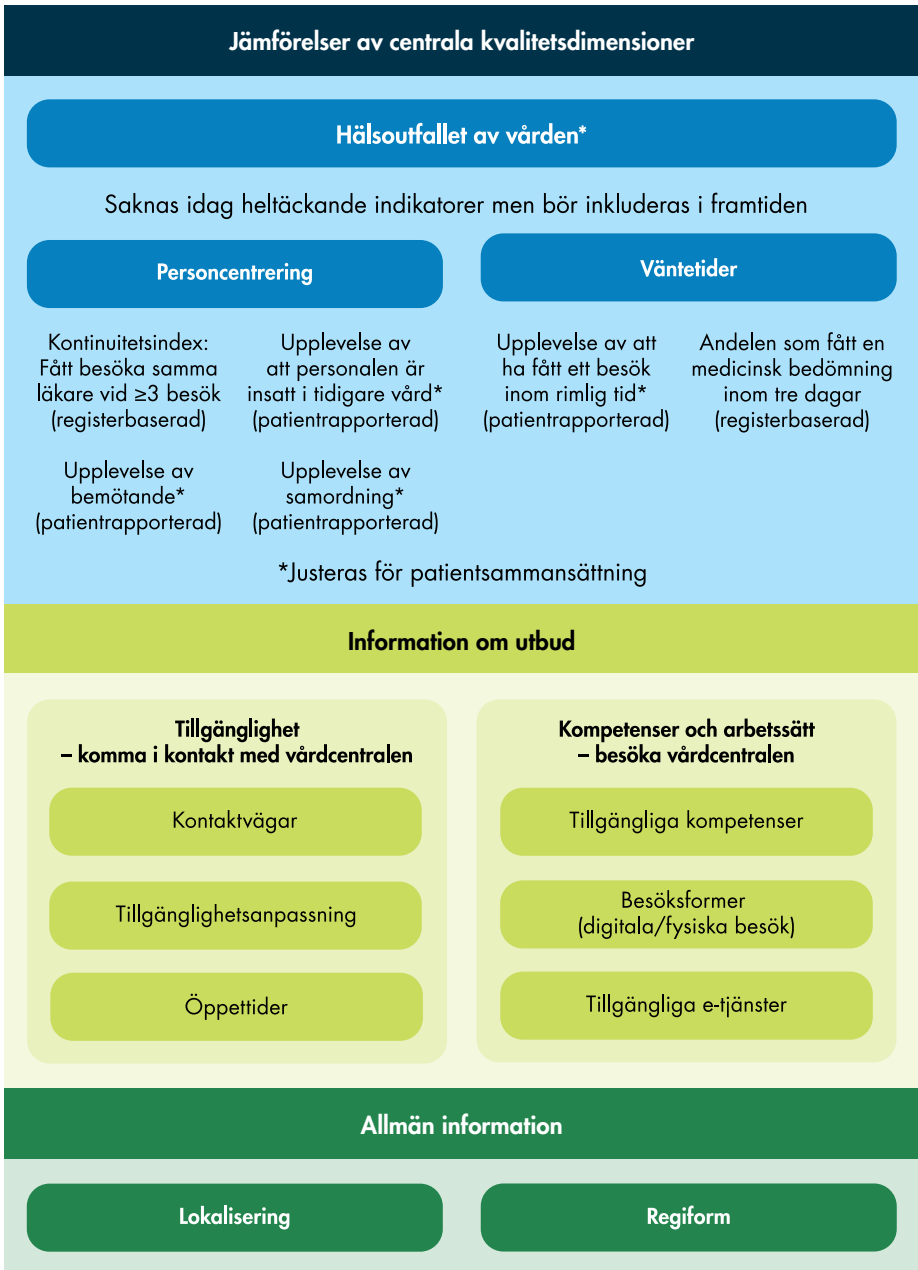 Jämförelser av centrala kvalitetsdimensioner
Hälsoutfallet av vården*
Saknas idag heltäckande indikatorer men bör inkluderas i framtiden
Personcentrering
Kontinuitetsindex:
Fått besöka samma
läkare vid ≥3 besök
(registerbaserad)
Upplevelse av
att personalen är
insatt i tidigare vård*
(patientrapporterad)
Upplevelse av
bemötande*
(patientrapporterad)
Upplevelse av
samordning*
(patientrapporterad)
Väntetider
Upplevelse av att
ha fått ett besök
inom rimlig tid*
(patientrapporterad)
Andelen som fått en
medicinsk bedömning
inom tre dagar
(registerbaserad)
*Justeras för patientsammansättning
Information om utbud
Tillgänglighet
– komma i kontakt med vårdcentralen
Kontaktvägar
Tillgänglighetsanpassning
Öppettider
Kompetenser och arbetssätt
– besöka vårdcentralen
Tillgängliga kompetenser
Besöksformer
(digitala/fysiska besök)
Tillgängliga e-tjänster
Allmän information
Lokalisering
Regiform